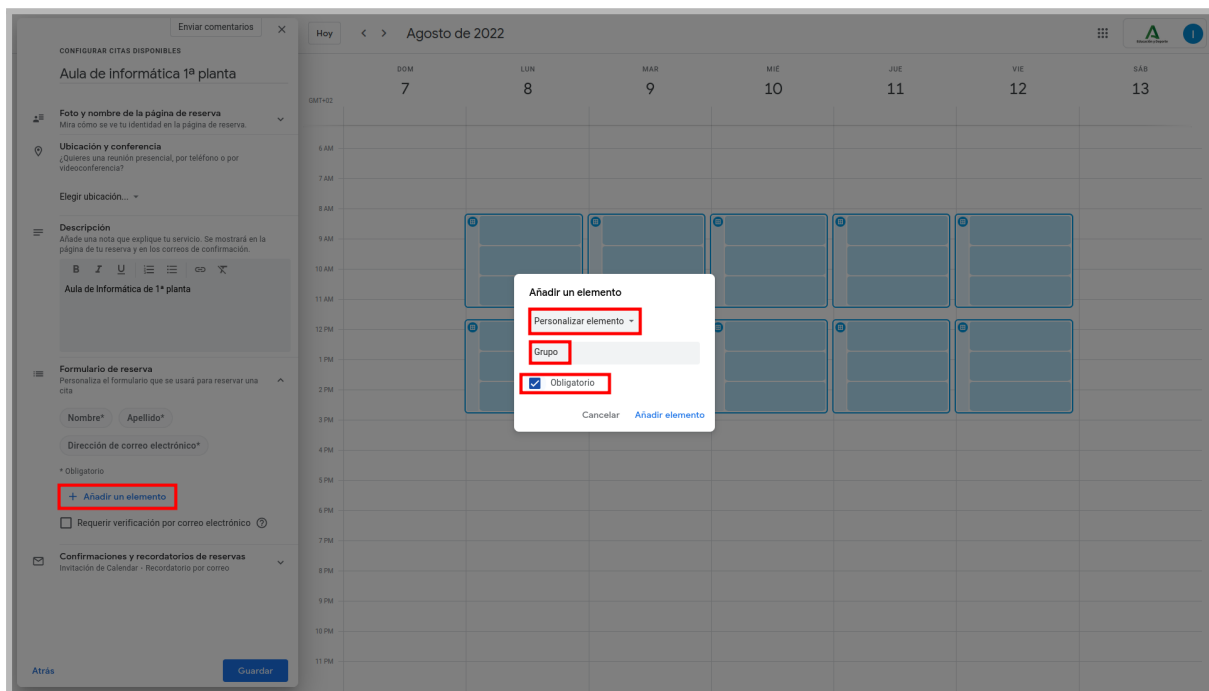 Enviar comentarios
CONFIGURAR CITAS DISPONIBLES
Aula de informática 1ª planta
Foto y nombre de la página de reserva
Mira cómo se ve tu identidad en la página de reserva.
Ubicación y conferencia
¿Quieres una reunión presencial, por teléfono o por
videoconferencia?
Elegir ubicación...
Descripción
Añade una nota que explique tu servicio. Se mostrará en la
página de tu reserva y en los correos de confirmación.
B I U
Aula de Informática de 1ª planta
Formulario de reserva
Personaliza el formulario que se usará para reservar una
cita
Nombre* Apellido*
Dirección de correo electrónico*
* Obligatorio
+ Añadir un elemento
Requerir verificación por correo electrónico
Confirmaciones y recordatorios de reservas
Invitación de Calendar - Recordatorio por correo
Atrás Guardar
Hoy Agosto de 2022
I
DOM LUN MAR MIÉ JUE VIE SÁB
7 8 9 10 11 12 13
GMT+02
6 AM
7 AM
8 AM
9 AM
10 AM
11 AM
12 PM
1 PM
2 PM
3 PM
4 PM
5 PM
6 PM
7 PM
8 PM
9 PM
10 PM
11 PM
Añadir un elemento
Personalizar elemento
Grupo
Obligatorio
Cancelar Añadir elemento